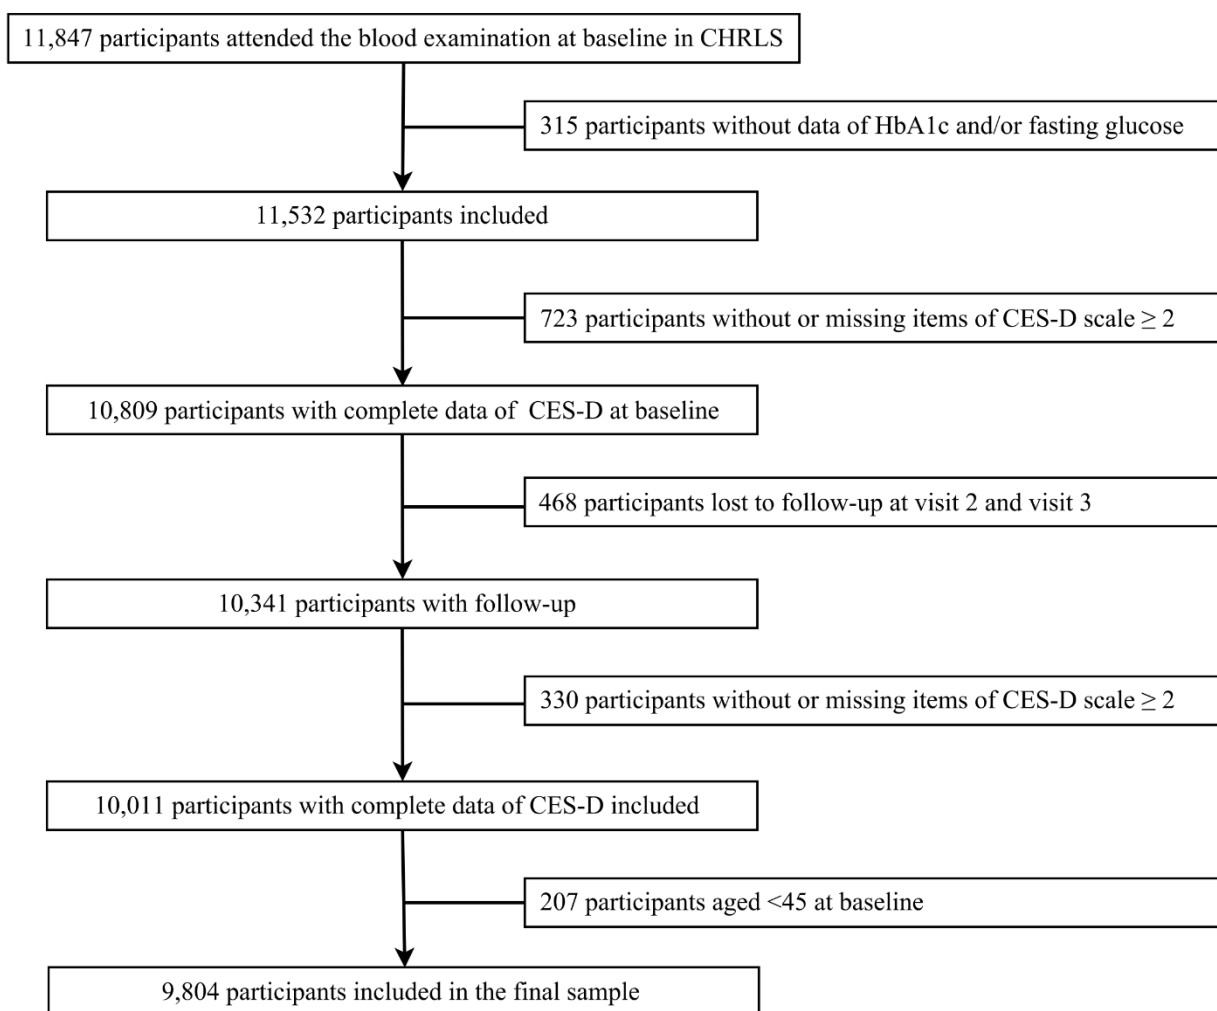 11,847 participants attended the blood examination at baseline in CHRLS
315 participants without data of HbA1c and/or fasting glucose
11,532 participants included
723 participants without or missing items of CES-D scale ≥ 2
10,809 participants with complete data of CES-D at baseline
468 participants lost to follow-up at visit 2 and visit 3
10,341 participants with follow-up
330 participants without or missing items of CES-D scale ≥ 2
10,011 participants with complete data of CES-D included
207 participants aged <45 at baseline
9,804 participants included in the final sample